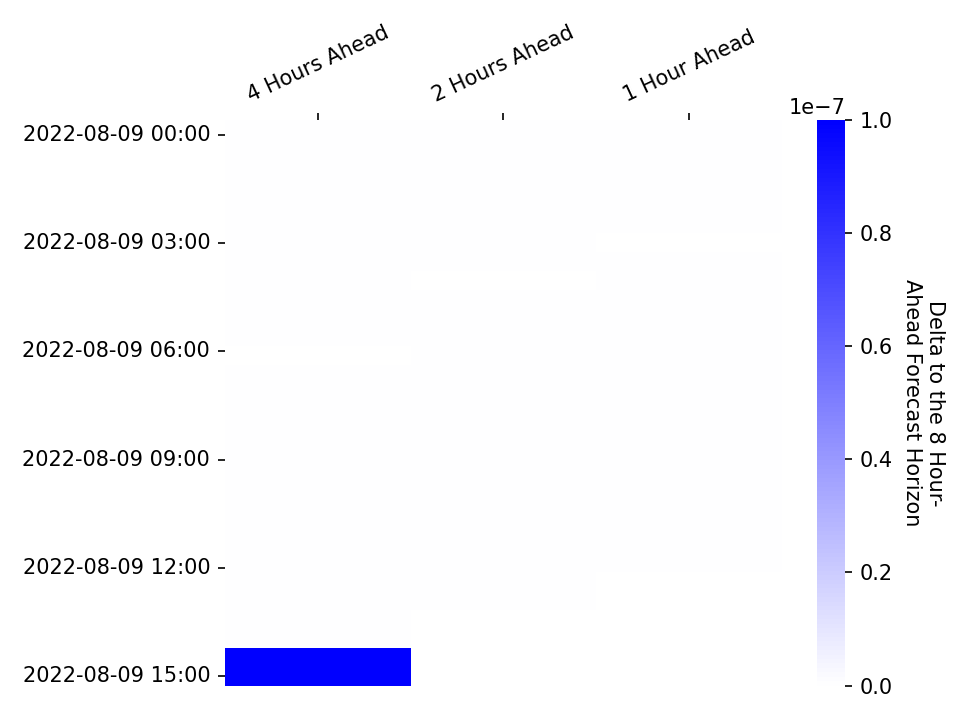 4 Hours Ahead
2 Hours Ahead
1 Hour Ahead
1e−7
2022-08-09 00:00
2022-08-09 03:00
2022-08-09 06:00
2022-08-09 09:00
2022-08-09 12:00
2022-08-09 15:00
1.0
0.8
0.6
0.4
0.2
0.0
Delta to the 8 Hour-
Ahead Forecast Horizon